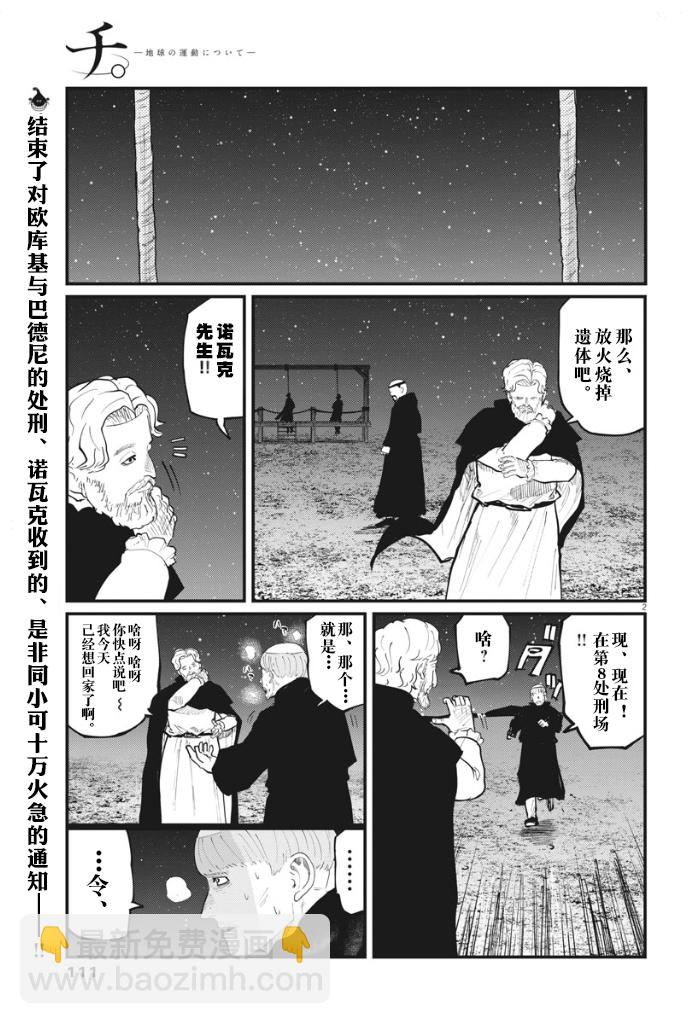 チ。
—地球の運動について—
结束了对欧库基与巴德尼的处刑、诺瓦克收到的、是非同小可十万火急的通知——!!
那么、
放火烧掉
遗体吧。
诺瓦克
先生!!
2
现、现在！
在第8处刑场
!!
啥？
那、那个…
就是…
啥呀 啥呀
你快点说吧～
我今天
已经想回家了啊。
……
…今、
111
最新免费漫画
www.baozimh.com